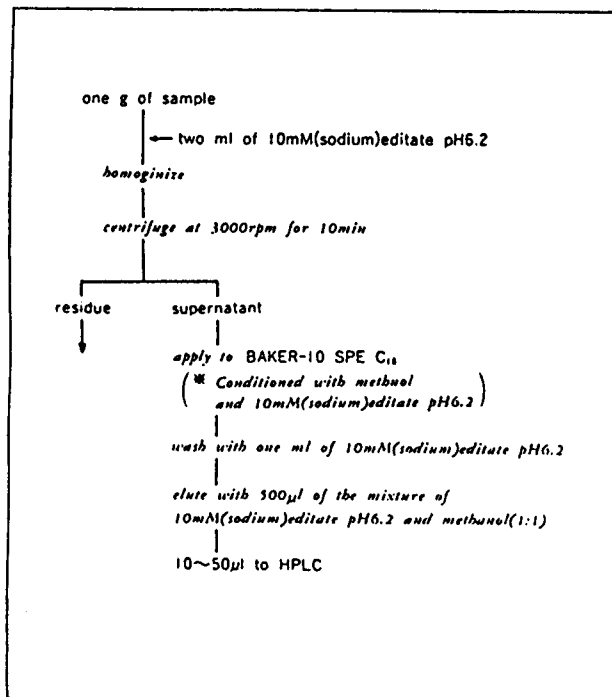 one g of sample
two ml of 10mM(sodium)editate pH6.2
homoginize
centrifuge at 3000rpm for 10min
residue supernatant
apply to BAKER-10 SPE C₁₈
(* Conditioned with methnol
and 10mM(sodium)editate pH6.2)
wash with one ml of 10mM(sodium)editate pH6.2
elute with 500μl of the mixture of
10mM(sodium)editate pH6.2 and methanol(1:1)
10~50μl to HPLC